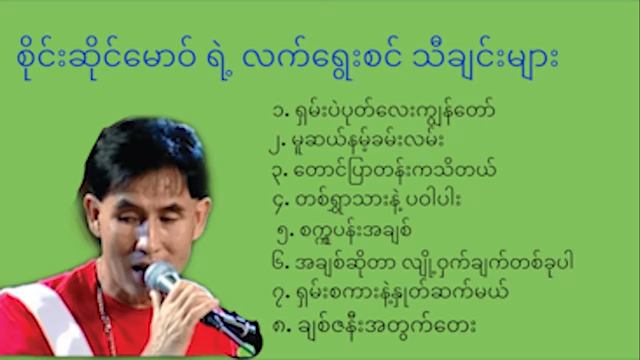 စိုင်းဆိုင်မောဝ် ရဲ့ လက်ရွေးစင် သီချင်းများ
၁. ရှမ်းပဲပုတ်လေးကျွန်တော်
၂. မူဆယ်နမ့်ခမ်းလမ်း
၃. တောင်ပြာတန်းကသိတယ်
၄. တစ်ရွာသားနဲ့ ပဝါပါး
၅. စက္ကူပန်းအချစ်
၆. အချစ်ဆိုတာ လျှို့ဝှက်ချက်တစ်ခုပါ
၇. ရှမ်းစကားနဲ့နှုတ်ဆက်မယ်
၈. ချစ်ဇနီးအတွက်တေး